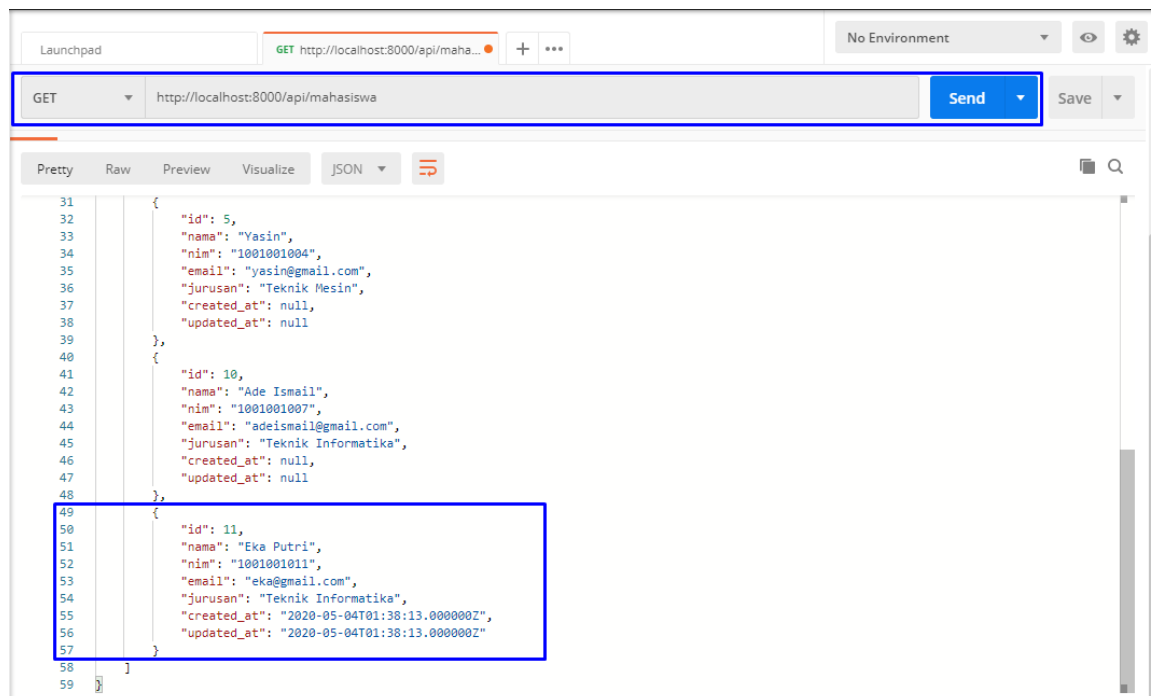 Launchpad GET http://localhost:8000/api/maha... + ••• No Environment
GET http://localhost:8000/api/mahasiswa Send Save
Pretty Raw Preview Visualize JSON
31 {
32 "id": 5,
33 "nama": "Yasin",
34 "nim": "1001001004",
35 "email": "yasin@gmail.com",
36 "jurusan": "Teknik Mesin",
37 "created_at": null,
38 "updated_at": null
39 },
40 {
41 "id": 10,
42 "nama": "Ade Ismail",
43 "nim": "1001001007",
44 "email": "adeismail@gmail.com",
45 "jurusan": "Teknik Informatika",
46 "created_at": null,
47 "updated_at": null
48 },
49 {
50 "id": 11,
51 "nama": "Eka Putri",
52 "nim": "1001001011",
53 "email": "eka@gmail.com",
54 "jurusan": "Teknik Informatika",
55 "created_at": "2020-05-04T01:38:13.000000Z",
56 "updated_at": "2020-05-04T01:38:13.000000Z"
57 }
58 ]
59 }